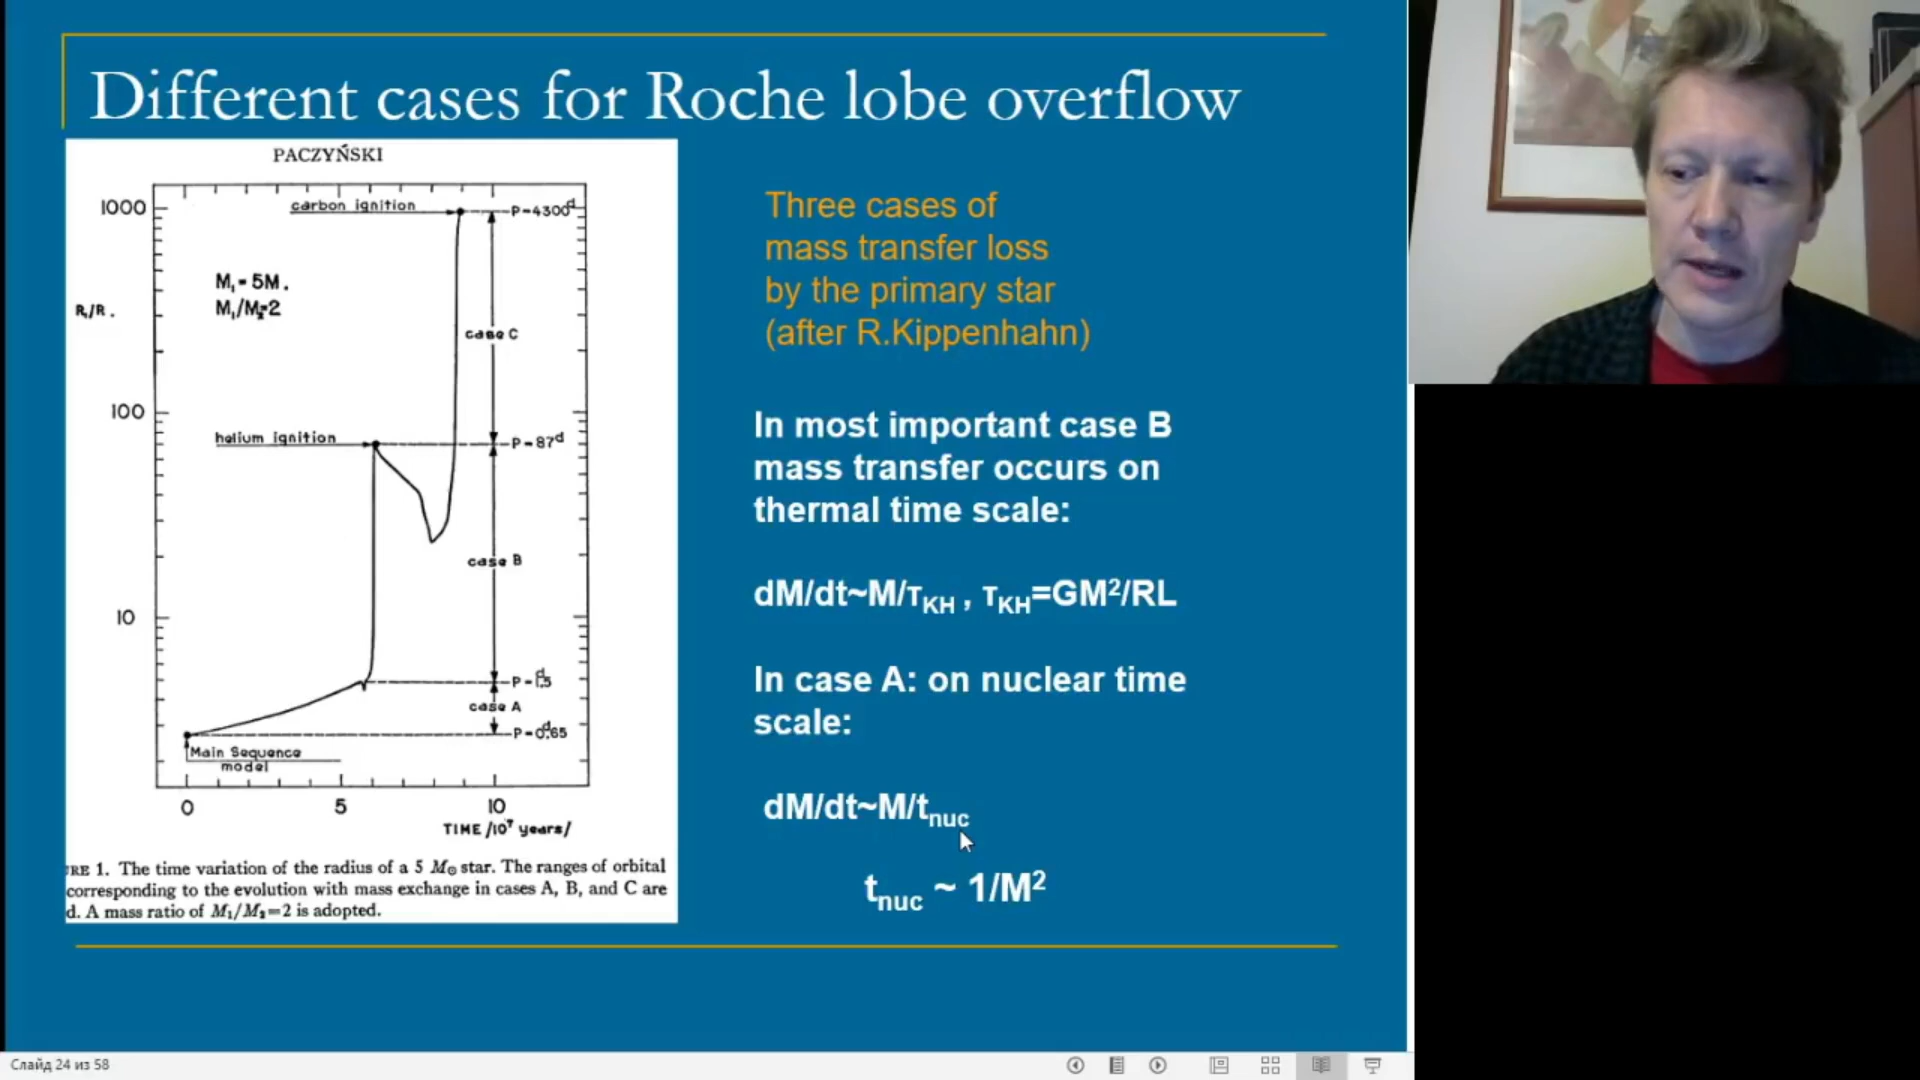 Different cases for Roche lobe overflow
PACZYŃSKI
1000
carbon ignition
P=4300ᵈ
M₁=5M.
M₁/M₂=2
R₁/R.
case C
100
helium ignition
P=87ᵈ
case B
10
P=1ᵈ.5
case A
P=0ᵈ.65
Main Sequence
model
0 5 10
TIME /10⁷ years/
RE 1. The time variation of the radius of a 5 M⊙ star. The ranges of orbital
corresponding to the evolution with mass exchange in cases A, B, and C are
d. A mass ratio of M₁/M₂=2 is adopted.
Three cases of
mass transfer loss
by the primary star
(after R.Kippenhahn)
In most important case B
mass transfer occurs on
thermal time scale:
dM/dt~M/τKH , τKH=GM²/RL
In case A: on nuclear time
scale:
dM/dt~M/tnuc
tnuc ~ 1/M²
Слайд 24 из 58